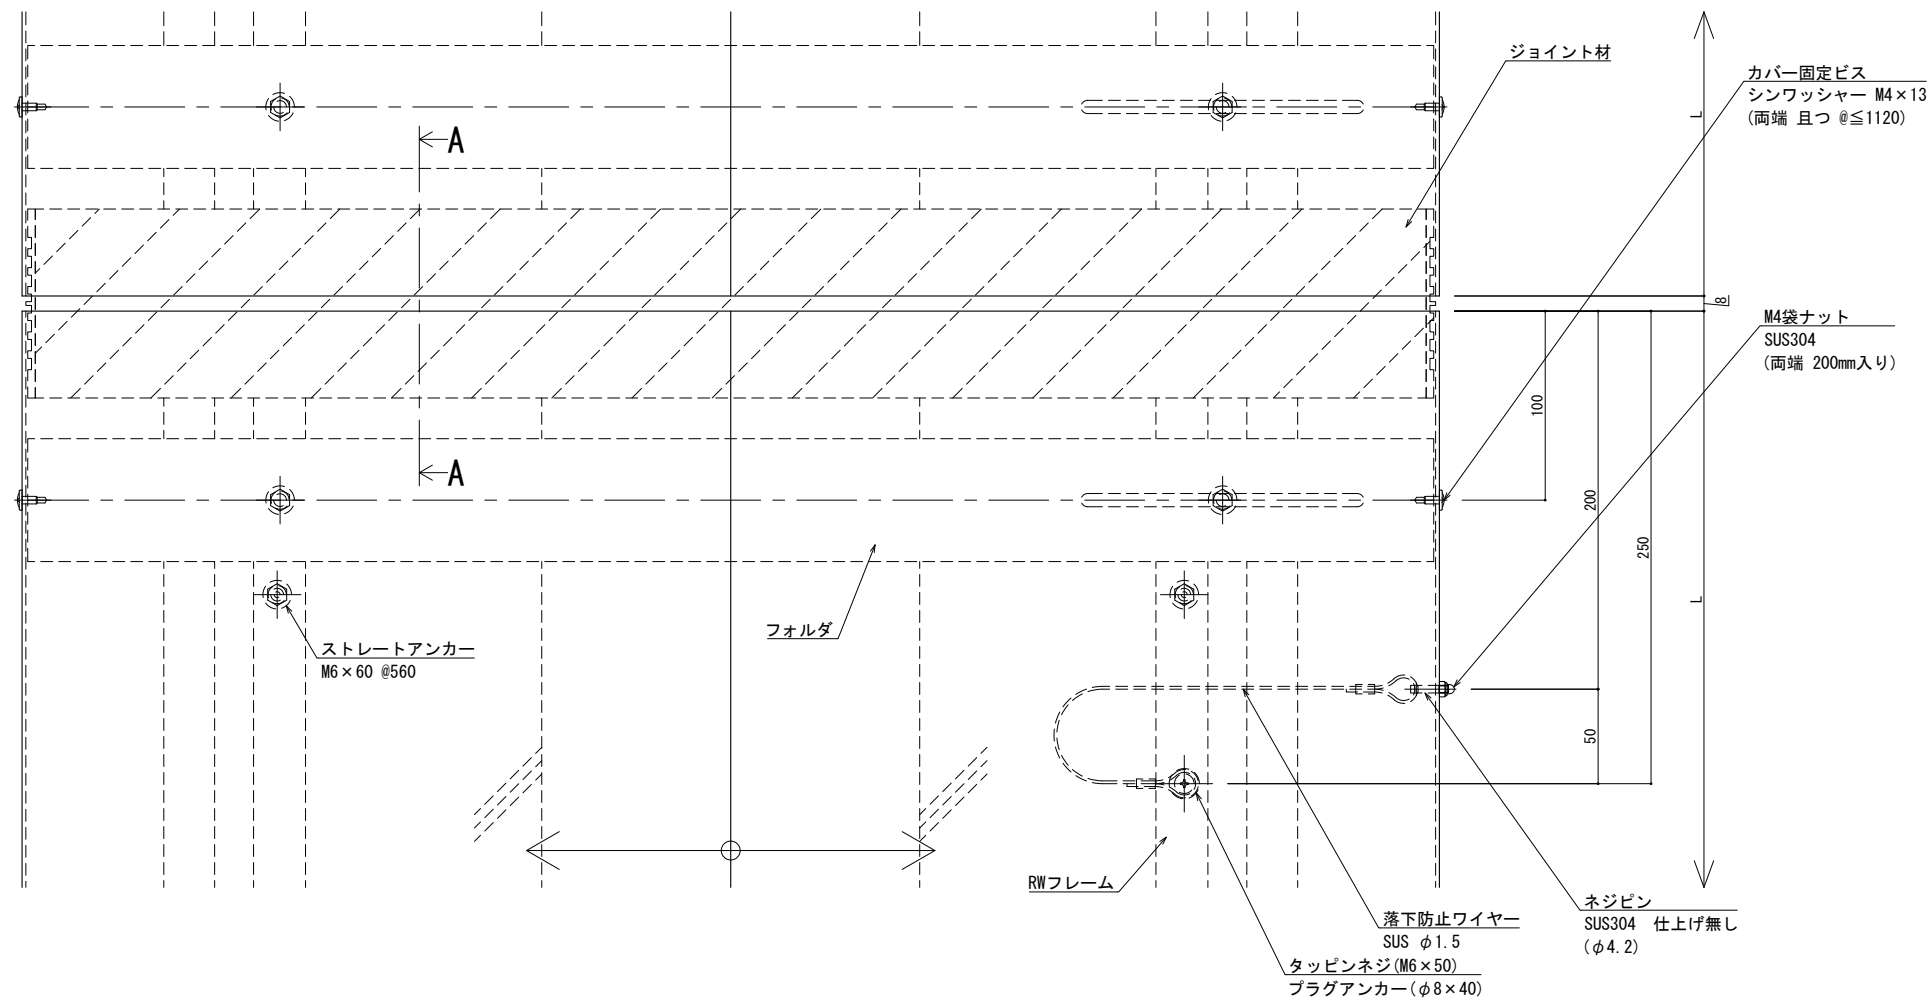 ジョイント材
カバー固定ビス
シンワッシャー M4×13
(両端 且つ @≦1120)
L
A
8
M4袋ナット
SUS304
(両端 200mm入り)
100
A
200
250
L
フォルダ
ストレートアンカー
M6×60 @560
50
RWフレーム
ネジピン
SUS304 仕上げ無し
(φ4.2)
落下防止ワイヤー
SUS φ1.5
タッピンネジ(M6×50)
プラグアンカー(φ8×40)